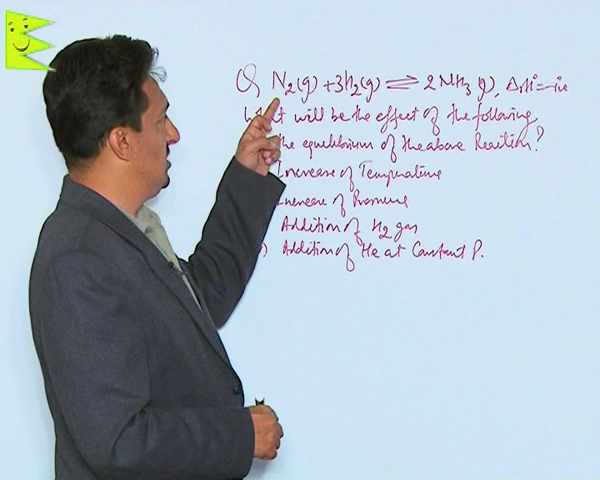 Q N2(g) + 3H2(g) ⇌ 2NH3(g), ΔrH = -ve
What will be the effect of the following
the equilibrium of the above Reaction?
Increase of Temperature
Increase of Pressure
Addition of H2 gas
) Addition of He at Constant P.